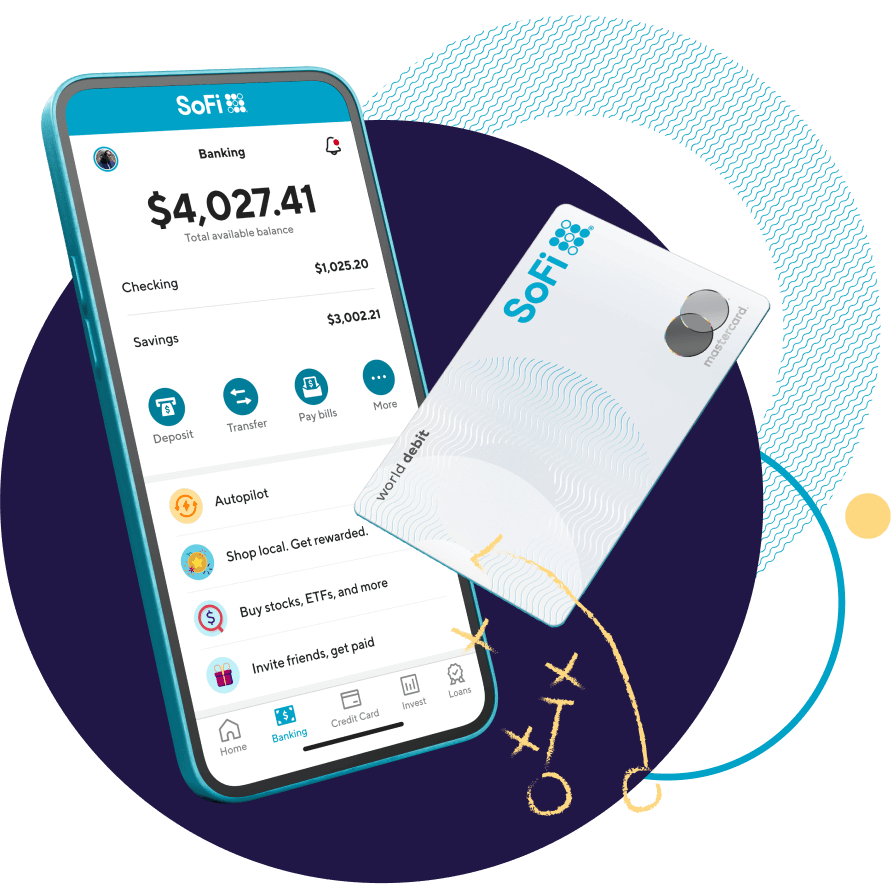 SoFi
Banking
$4,027.41
Total available balance
Checking $1,025.20
Savings $3,002.21
Deposit Transfer Pay bills More
Autopilot
Shop local. Get rewarded.
Buy stocks, ETFs, and more
Invite friends, get paid
Home Banking Credit Card Invest Loans
SoFi
mastercard.
world debit